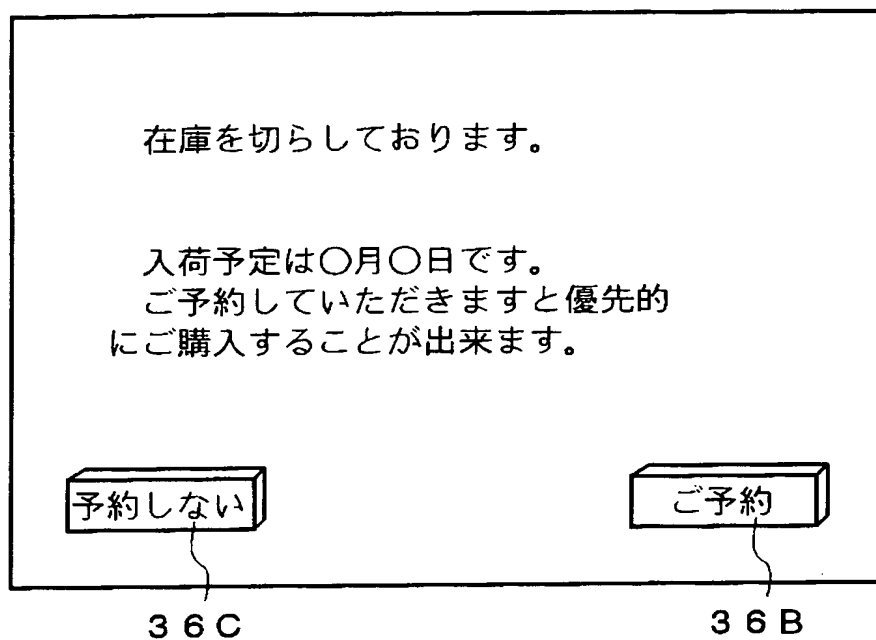 在庫を切らしております。
入荷予定は○月○日です。
ご予約していただきますと優先的
にご購入することが出来ます。
予約しない
ご予約
36C
36B